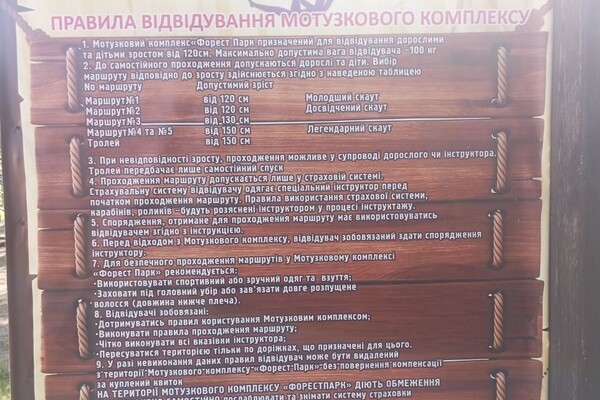 ПРАВИЛА ВІДВІДУВАННЯ МОТУЗКОВОГО КОМПЛЕКСУ
1. Мотузковий комплекс «Форест Парк призначений для відвідування дорослими
та дітьми зростом від 120см. Максимально допустима вага відвідувача –100 кг
2. До самостійного проходження допускаються дорослі та діти. Вибір
маршруту відповідно до зросту здійснюється згідно з наведеною таблицею
No маршруту Допустимий зріст
Маршрут№1 від 120 см Молодший скаут
Маршрут№2 від 120 см Досвідчений скаут
Маршрут№3 від 130 см
Маршрут№4 та №5 від 150 см Легендарний скаут
Тролей від 150 см
3. При невідповідності зросту, проходження можливе у супроводі дорослого чи інструктора.
Тролей передбачає лише самостійний спуск
4. Проходження маршруту допускається лише у страховій системі.
Страхувальну систему відвідувачу одягає спеціальний інструктор перед
початком проходження маршруту. Правила використання страхової системи,
карабінів, роликів –будуть роз'яснені інструктором у процесі інструктажу.
5. Спорядження, отримане для проходження маршруту має використовуватись
відвідувачем згідно з інструкцією.
6. Перед відходом з Мотузкового комплексу, відвідувач зобов'язаний здати спорядження
інструктору.
7. Для безпечного проходження маршрутів у Мотузковому комплексі
«Форест Парк» рекомендується:
-Використовувати спортивний або зручний одяг та взуття;
-Заховати під головний убір або зав'язати довге розпущене
волосся (довжина нижче плеча).
8. Відвідувачі зобов'язані:
-Дотримуватись правил користування Мотузковим комплексом;
-Виконувати правила проходження маршруту;
-Чітко виконувати всі вказівки інструктора;
-Пересуватися територією тільки по доріжках, що призначені для цього.
9. У разі невиконання даних правил відвідувач може бути видалений
з території Мотузкового комплексу «Форест Парк» без повернення компенсації
за куплений квиток
НА ТЕРИТОРІЇ МОТУЗКОВОГО КОМПЛЕКСУ «ФОРЕСТПАРК» ДІЮТЬ ОБМЕЖЕННЯ
САМОСТІЙНО послаблювати та знімати систему страховки